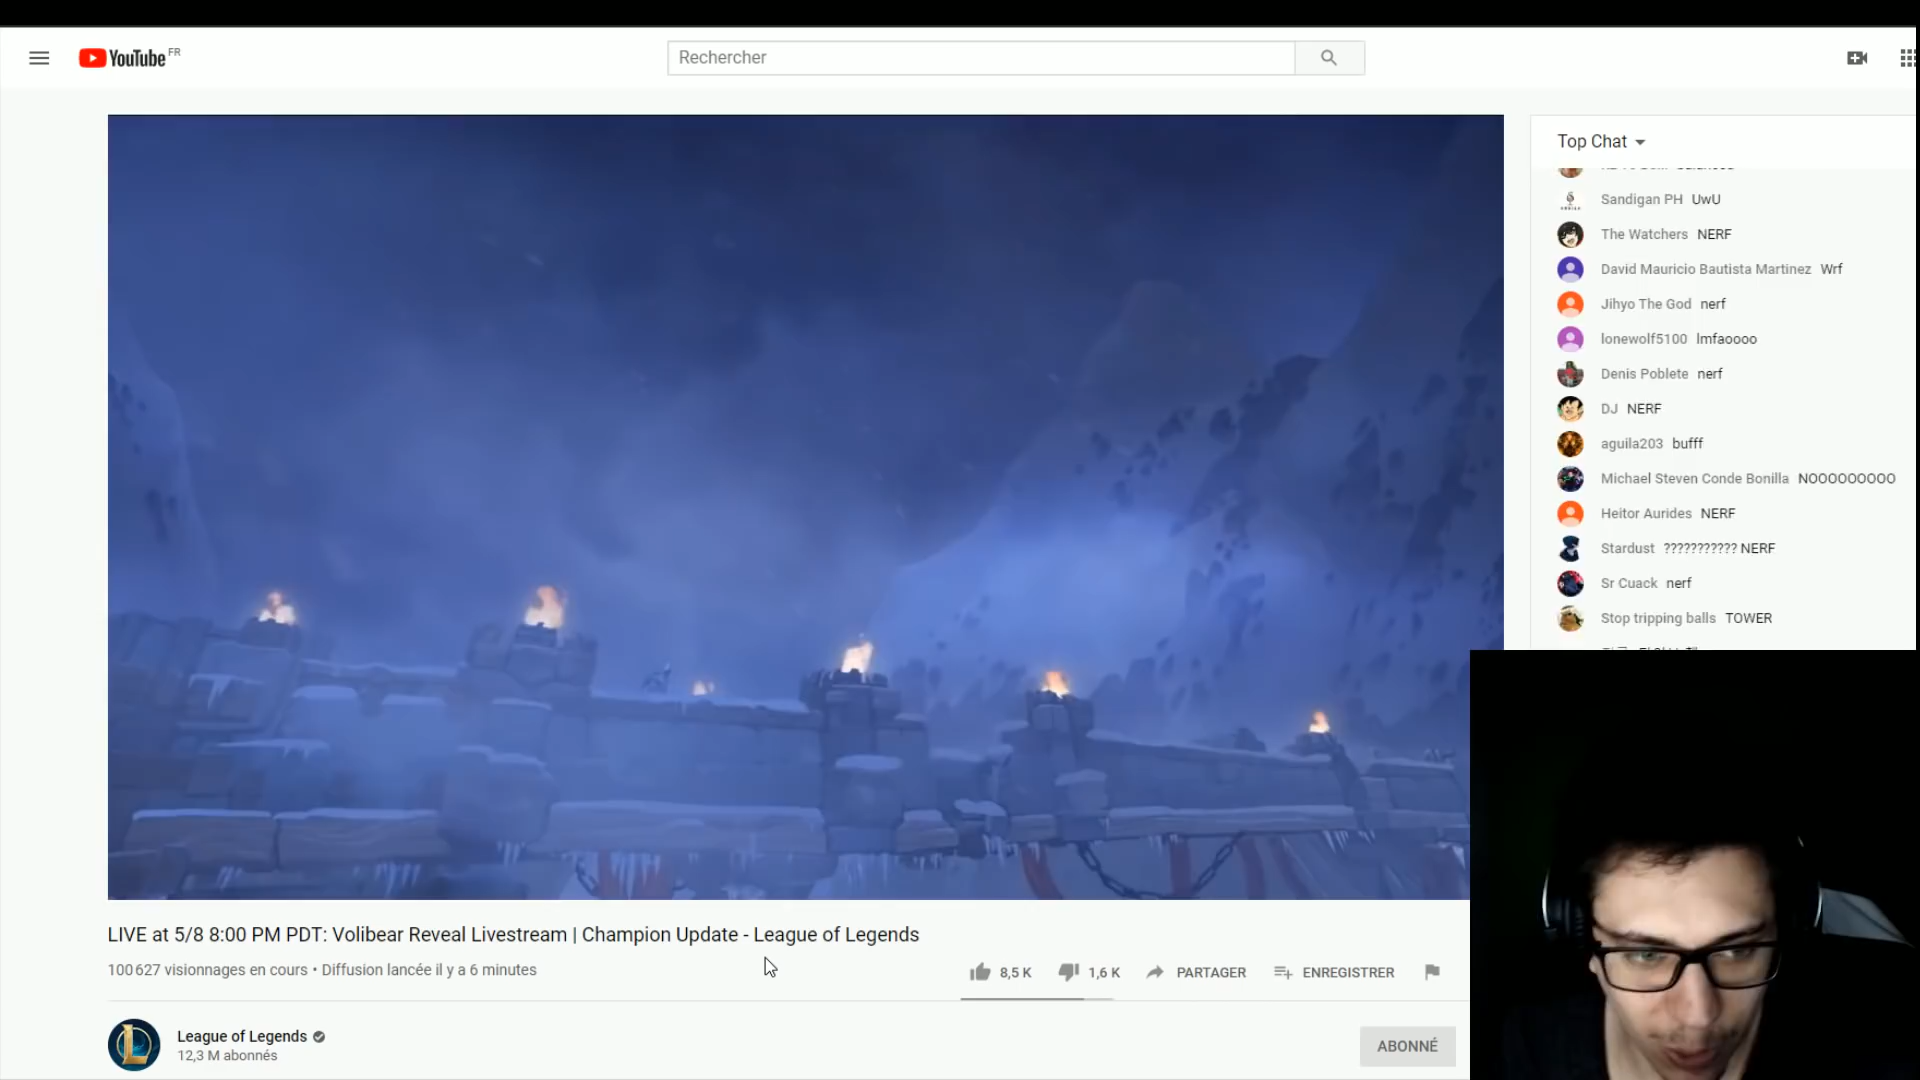 YouTube FR
Rechercher
Top Chat
Sandigan PH UwU
The Watchers NERF
David Mauricio Bautista Martinez Wrf
Jihyo The God nerf
lonewolf5100 lmfaoooo
Denis Poblete nerf
DJ NERF
aguila203 bufff
Michael Steven Conde Bonilla NOOOOOOOOO
Heitor Aurides NERF
Stardust ??????????? NERF
Sr Cuack nerf
Stop tripping balls TOWER
LIVE at 5/8 8:00 PM PDT: Volibear Reveal Livestream | Champion Update - League of Legends
100 627 visionnages en cours • Diffusion lancée il y a 6 minutes
8,5 K 1,6 K PARTAGER ENREGISTRER
League of Legends
12,3 M abonnés
ABONNÉ